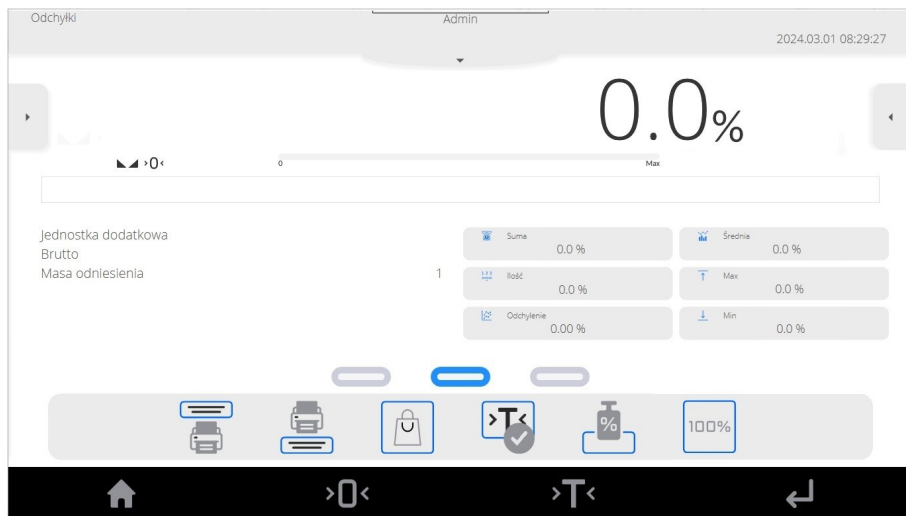 Odchyłki
Admin
2024.03.01 08:29:27
0.0%
>0<
0
Max
Jednostka dodatkowa
Brutto
Masa odniesienia 1
Suma
0.0 %
Średnia
0.0 %
Ilość
0.0 %
Max
0.0 %
Odchylenie
0.00 %
Min
0.0 %
>T<
%
100%
>0<
>T<